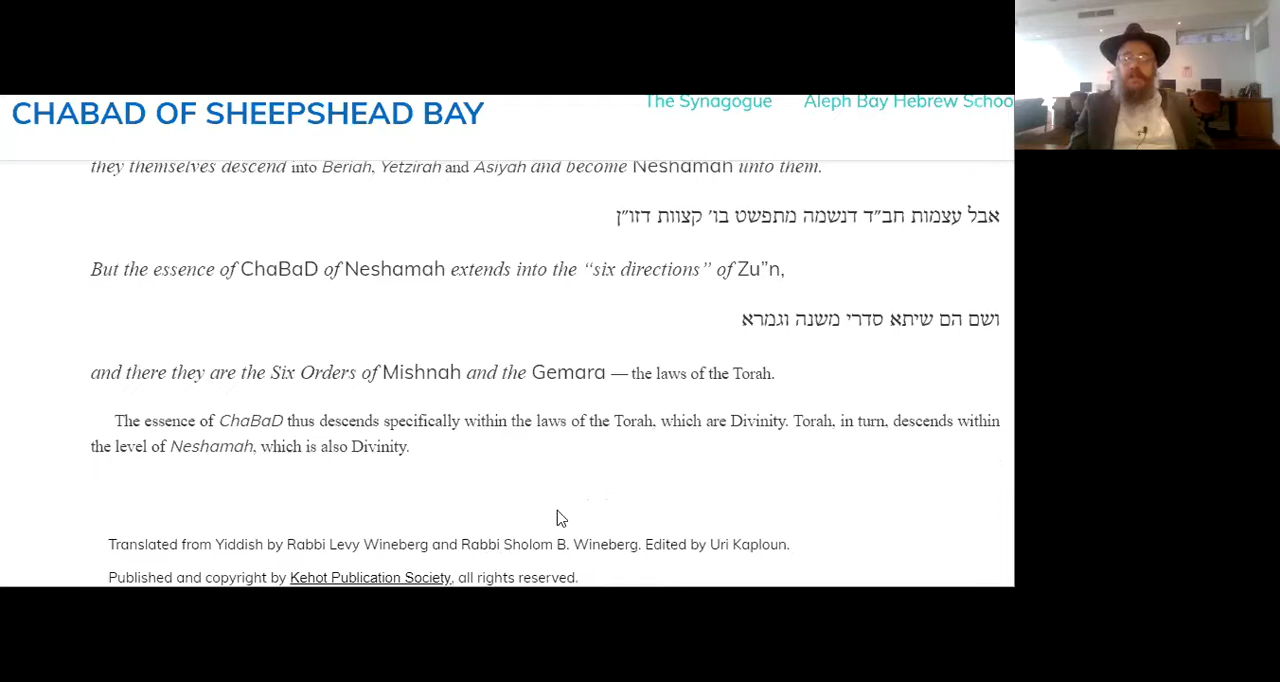 The Synagogue Aleph Bay Hebrew Schoo
CHABAD OF SHEEPSHEAD BAY
they themselves descend into Beriah, Yetzirah and Asiyah and become Neshamah unto them.
אבל עצמות חב״ד דנשמה מתפשט בו׳ קצוות דזו״ן
But the essence of ChaBaD of Neshamah extends into the “six directions” of Zu”n,
ושם הם שיתא סדרי משנה וגמרא
and there they are the Six Orders of Mishnah and the Gemara — the laws of the Torah.
The essence of ChaBaD thus descends specifically within the laws of the Torah, which are Divinity. Torah, in turn, descends within
the level of Neshamah, which is also Divinity.
Translated from Yiddish by Rabbi Levy Wineberg and Rabbi Sholom B. Wineberg. Edited by Uri Kaploun.
Published and copyright by Kehot Publication Society, all rights reserved.